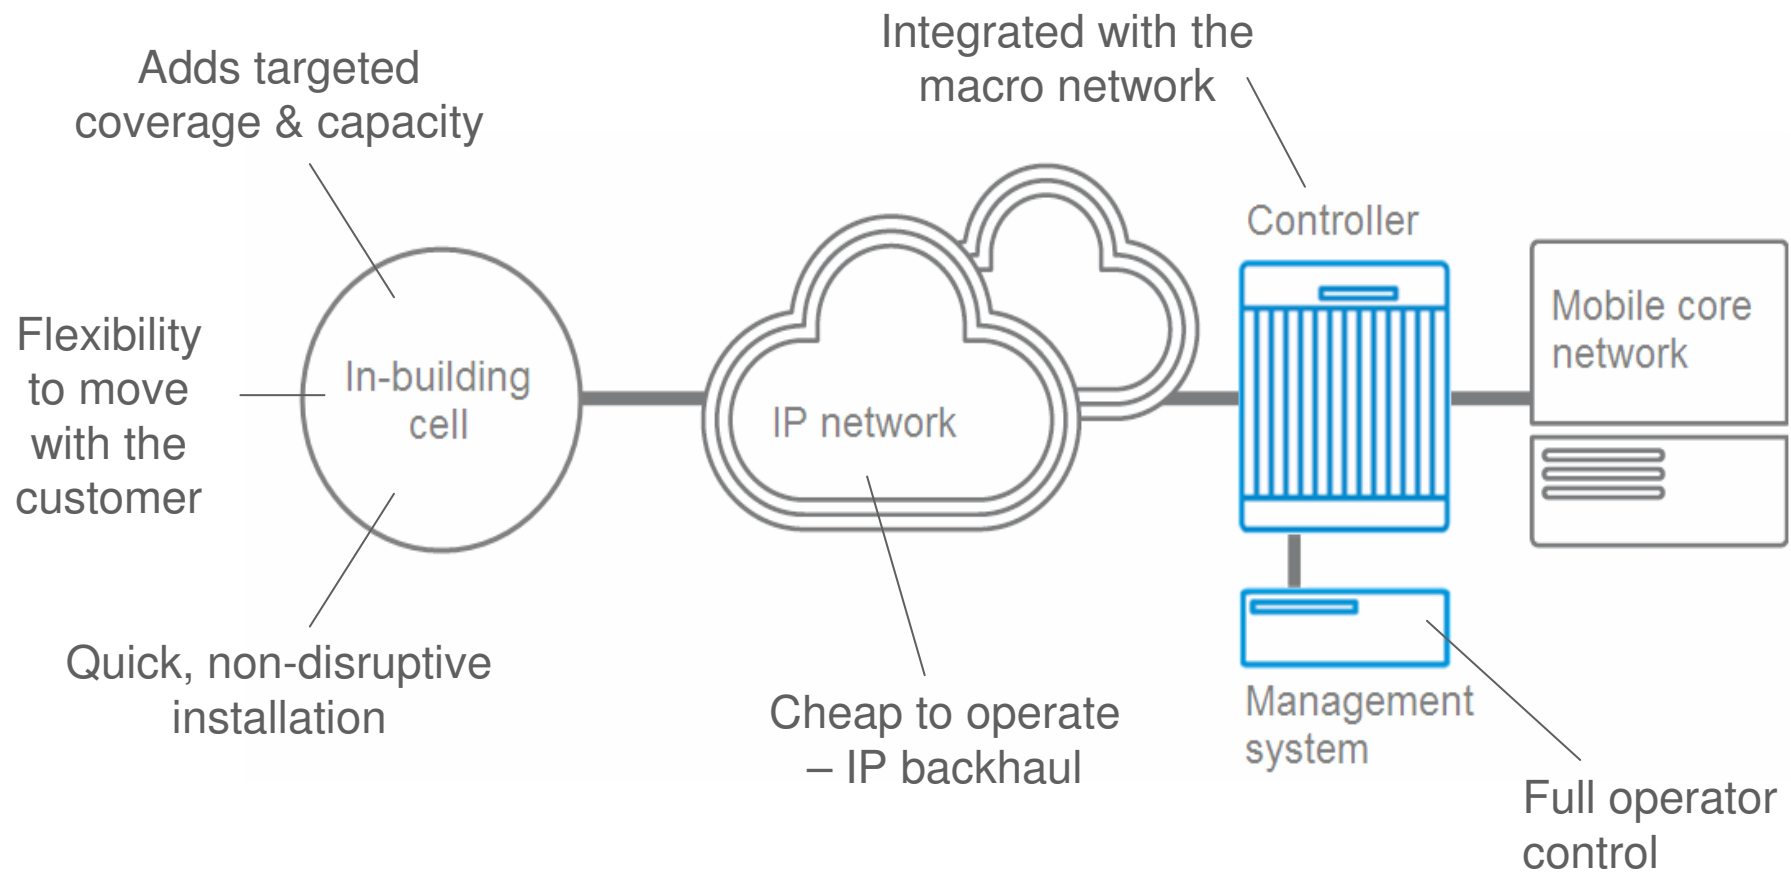 Integrated with the
macro network
Adds targeted
coverage & capacity
Controller
Mobile core
network
Flexibility
to move
with the
customer
In-building
cell
IP network
Quick, non-disruptive
installation
Cheap to operate
– IP backhaul
Management
system
Full operator
control